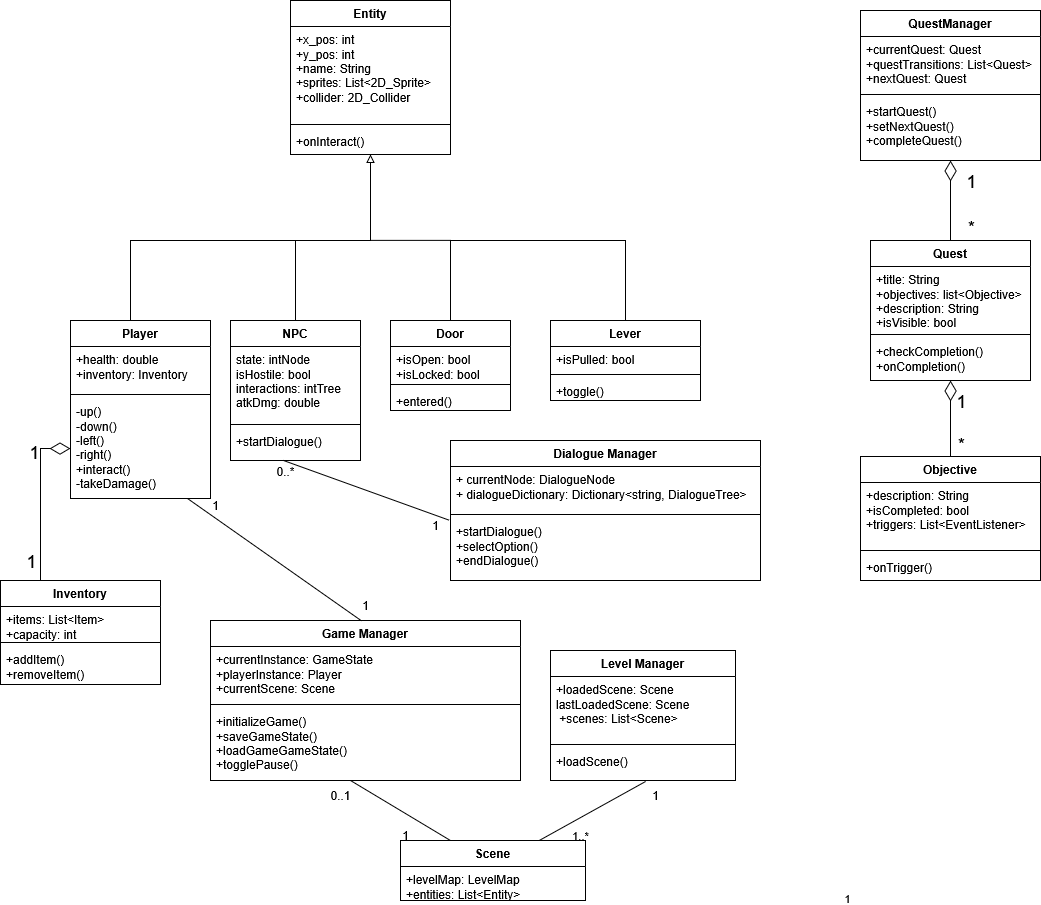 Entity
+x_pos: int
+y_pos: int
+name: String
+sprites: List<2D_Sprite>
+collider: 2D_Collider
+onInteract()
QuestManager
+currentQuest: Quest
+questTransitions: List<Quest>
+nextQuest: Quest
+startQuest()
+setNextQuest()
+completeQuest()
1
*
Quest
+title: String
+objectives: list<Objective>
+description: String
+isVisible: bool
+checkCompletion()
+onCompletion()
1
*
Objective
+description: String
+isCompleted: bool
+triggers: List<EventListener>
+onTrigger()
Player
+health: double
+inventory: Inventory
-up()
-down()
-left()
-right()
+interact()
-takeDamage()
NPC
state: intNode
isHostile: bool
interactions: intTree
atkDmg: double
+startDialogue()
Door
+isOpen: bool
+isLocked: bool
+entered()
Lever
+isPulled: bool
+toggle()
1
1
0..*
1
Dialogue Manager
+ currentNode: DialogueNode
+ dialogueDictionary: Dictionary<string, DialogueTree>
+startDialogue()
+selectOption()
+endDialogue()
1
1
Inventory
+items: List<Item>
+capacity: int
+addItem()
+removeItem()
Game Manager
+currentInstance: GameState
+playerInstance: Player
+currentScene: Scene
+initializeGame()
+saveGameState()
+loadGameGameState()
+togglePause()
Level Manager
+loadedScene: Scene
lastLoadedScene: Scene
+scenes: List<Scene>
+loadScene()
0..1
1
1
1..*
Scene
+levelMap: LevelMap
+entities: List<Entity>
1